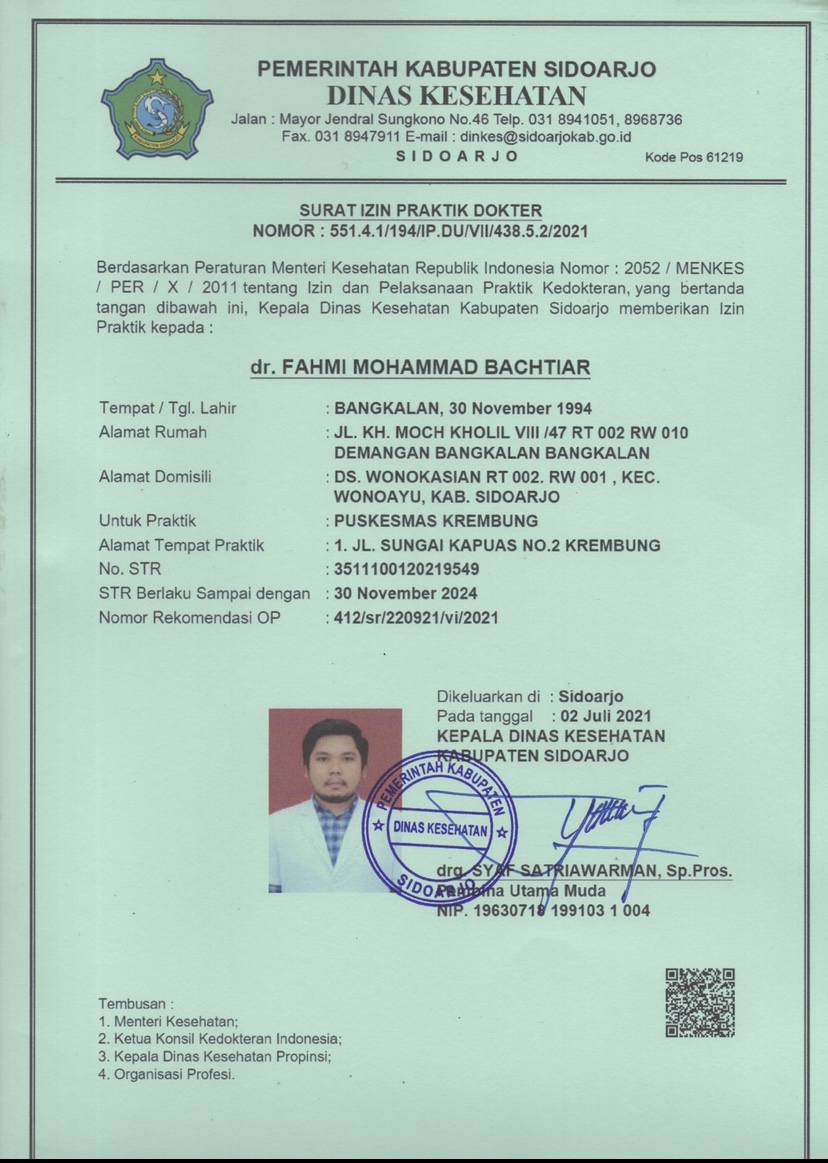 PEMERINTAH KABUPATEN SIDOARJO
DINAS KESEHATAN
Jalan : Mayor Jendral Sungkono No.46 Telp. 031 8941051, 8968736
Fax. 031 8947911 E-mail : dinkes@sidoarjokab.go.id
S I D O A R J O
Kode Pos 61219
SURAT IZIN PRAKTIK DOKTER
NOMOR : 551.4.1/194/IP.DU/VII/438.5.2/2021
Berdasarkan Peraturan Menteri Kesehatan Republik Indonesia Nomor : 2052 / MENKES
/ PER / X / 2011 tentang Izin dan Pelaksanaan Praktik Kedokteran, yang bertanda
tangan dibawah ini, Kepala Dinas Kesehatan Kabupaten Sidoarjo memberikan Izin
Praktik kepada :
dr. FAHMI MOHAMMAD BACHTIAR
Tempat / Tgl. Lahir : BANGKALAN, 30 November 1994
Alamat Rumah : JL. KH. MOCH KHOLIL VIII /47 RT 002 RW 010
DEMANGAN BANGKALAN BANGKALAN
Alamat Domisili : DS. WONOKASIAN RT 002. RW 001 , KEC.
WONOAYU, KAB. SIDOARJO
Untuk Praktik : PUSKESMAS KREMBUNG
Alamat Tempat Praktik : 1. JL. SUNGAI KAPUAS NO.2 KREMBUNG
No. STR : 3511100120219549
STR Berlaku Sampai dengan : 30 November 2024
Nomor Rekomendasi OP : 412/sr/220921/vi/2021
Dikeluarkan di : Sidoarjo
Pada tanggal : 02 Juli 2021
KEPALA DINAS KESEHATAN
KABUPATEN SIDOARJO
PEMERINTAH KABUPATEN
DINAS KESEHATAN
SIDOARJO
drg. SYAF SATRIAWARMAN, Sp.Pros.
Pembina Utama Muda
NIP. 19630718 199103 1 004
Tembusan :
1. Menteri Kesehatan;
2. Ketua Konsil Kedokteran Indonesia;
3. Kepala Dinas Kesehatan Propinsi;
4. Organisasi Profesi.